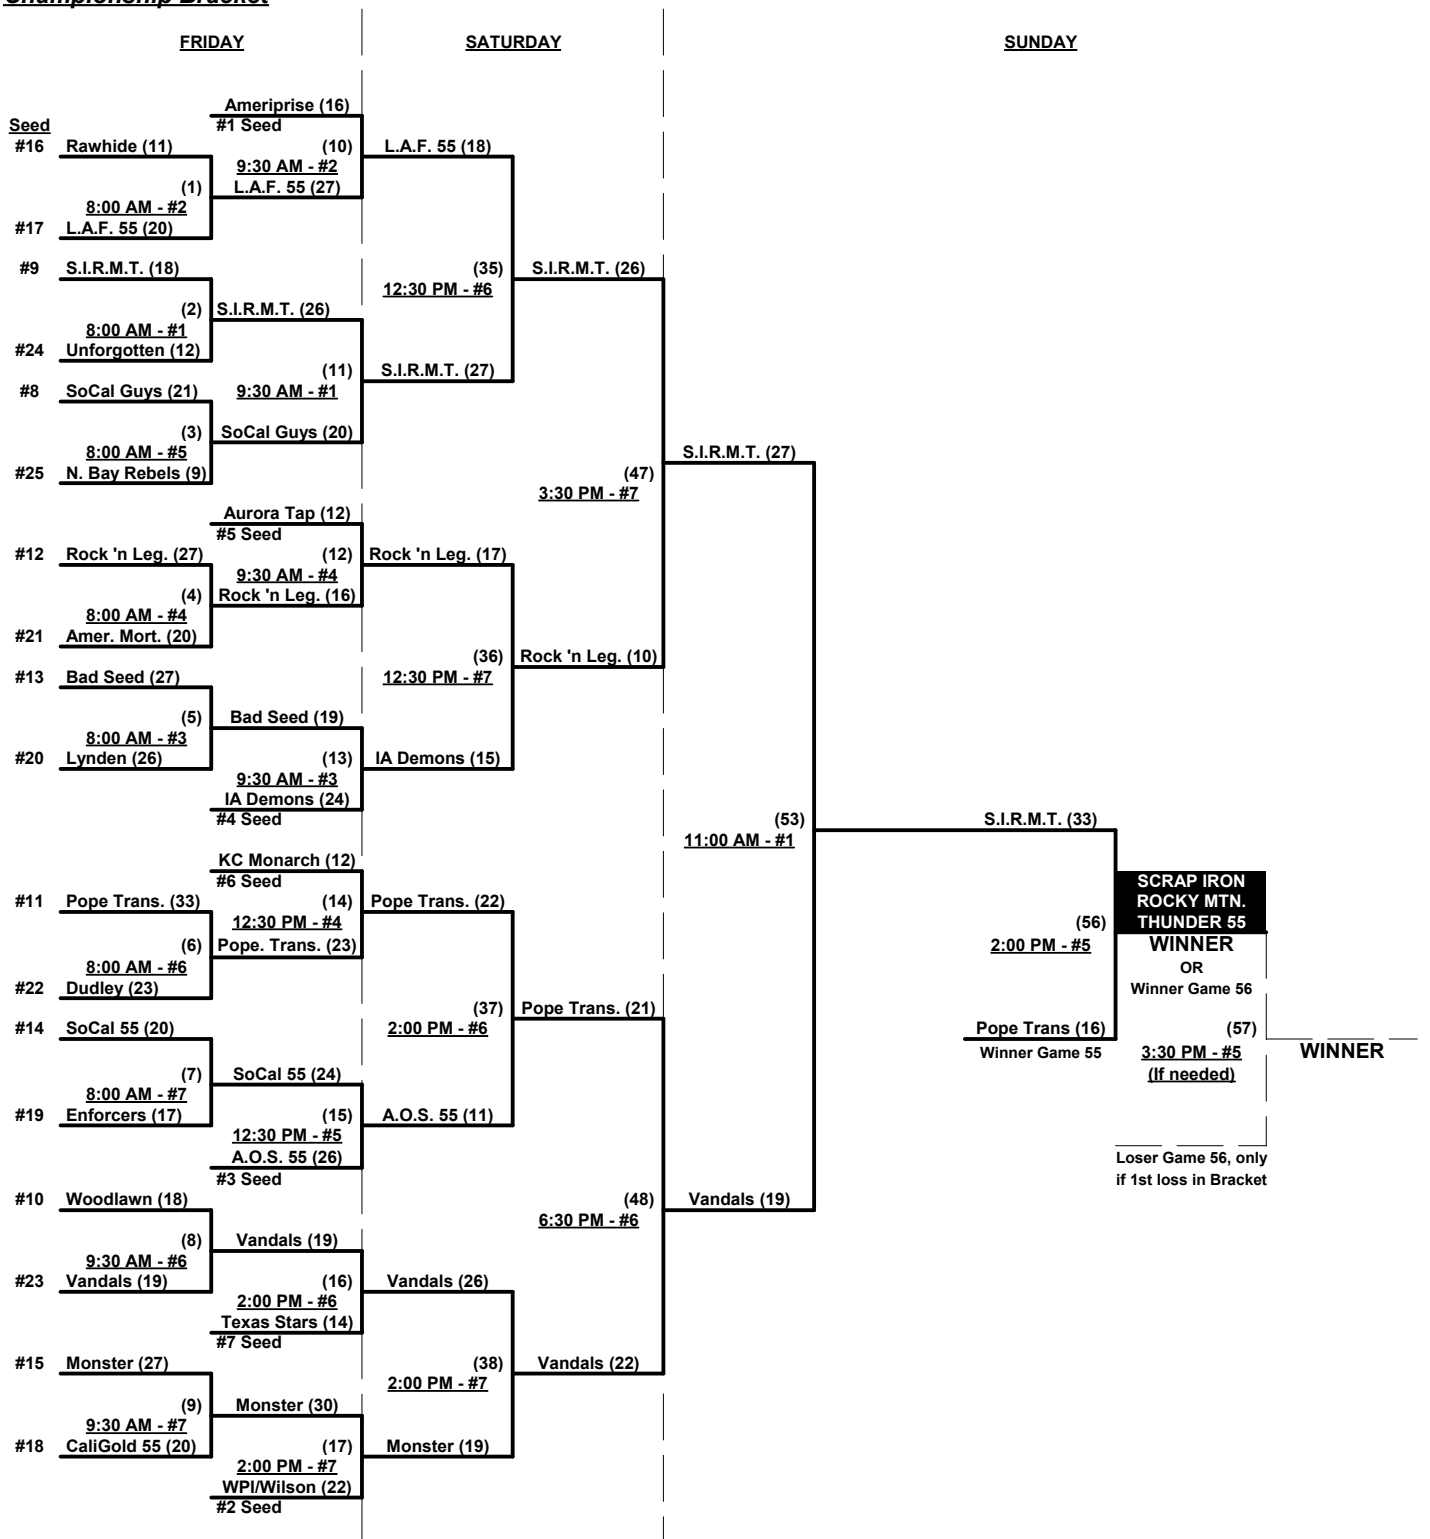 Championship Bracket
FRIDAY
SATURDAY
SUNDAY
Ameriprise (16)
#1 Seed
Seed
#16 Rawhide (11)
(10)
9:30 AM - #2
L.A.F. 55 (18)
(1)
8:00 AM - #2
L.A.F. 55 (27)
#17 L.A.F. 55 (20)
#9 S.I.R.M.T. (18)
(35)
12:30 PM - #6
S.I.R.M.T. (26)
(2)
8:00 AM - #1
S.I.R.M.T. (26)
#24 Unforgotten (12)
(11)
9:30 AM - #1
S.I.R.M.T. (27)
#8 SoCal Guys (21)
(3)
8:00 AM - #5
SoCal Guys (20)
#25 N. Bay Rebels (9)
S.I.R.M.T. (27)
(47)
3:30 PM - #7
Aurora Tap (12)
#5 Seed
#12 Rock 'n Leg. (27)
(12)
9:30 AM - #4
Rock 'n Leg. (17)
(4)
8:00 AM - #4
Rock 'n Leg. (16)
#21 Amer. Mort. (20)
(36)
12:30 PM - #7
Rock 'n Leg. (10)
#13 Bad Seed (27)
(5)
8:00 AM - #3
Bad Seed (19)
#20 Lynden (26)
(13)
9:30 AM - #3
IA Demons (15)
IA Demons (24)
#4 Seed
(53)
11:00 AM - #1
S.I.R.M.T. (33)
KC Monarch (12)
#6 Seed
SCRAP IRON
ROCKY MTN.
THUNDER 55
WINNER
OR
Winner Game 56
#11 Pope Trans. (33)
(14)
12:30 PM - #4
Pope Trans. (22)
(56)
2:00 PM - #5
(6)
8:00 AM - #6
Pope. Trans. (23)
#22 Dudley (23)
(37)
2:00 PM - #6
Pope Trans. (21)
#14 SoCal 55 (20)
Pope Trans (16)
Winner Game 55
(57)
3:30 PM - #5
(If needed)
WINNER
(7)
8:00 AM - #7
SoCal 55 (24)
#19 Enforcers (17)
(15)
12:30 PM - #5
A.O.S. 55 (11)
A.O.S. 55 (26)
#3 Seed
Loser Game 56, only
if 1st loss in Bracket
#10 Woodlawn (18)
(48)
6:30 PM - #6
Vandals (19)
(8)
9:30 AM - #6
Vandals (19)
#23 Vandals (19)
(16)
2:00 PM - #6
Vandals (26)
Texas Stars (14)
#7 Seed
#15 Monster (27)
(38)
2:00 PM - #7
Vandals (22)
(9)
9:30 AM - #7
Monster (30)
#18 CaliGold 55 (20)
(17)
2:00 PM - #7
Monster (19)
WPI/Wilson (22)
#2 Seed